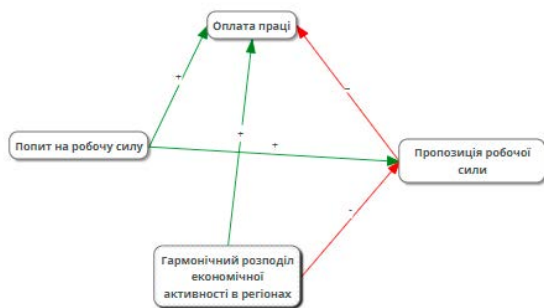 Оплата праці
+
-
+
+
Попит на робочу силу
Пропозиція робочої
сили
-
Гармонічний розподіл
економічної
активності в регіонах